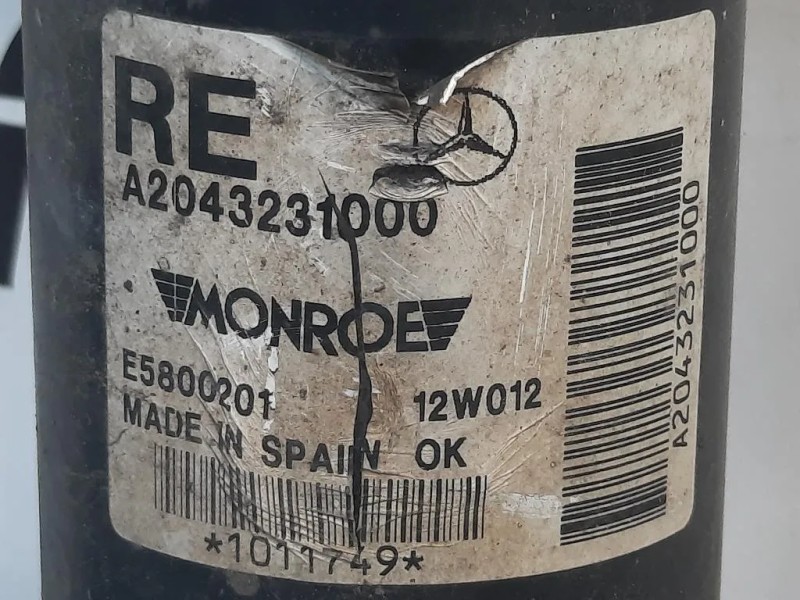 RE
A2043231000
MONROE
E5800201 12W012
MADE IN SPAIN OK
*1011749*
A2043231000